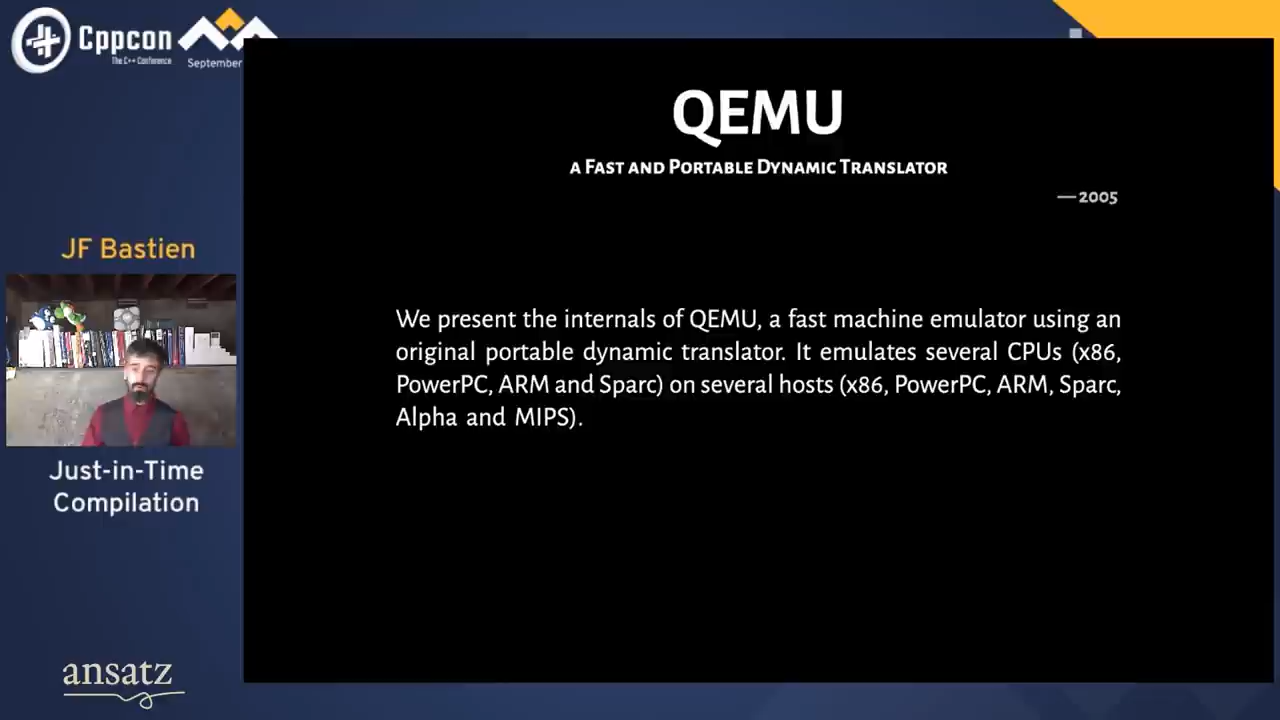 Cppcon
The C++ Conference
September
QEMU
A FAST AND PORTABLE DYNAMIC TRANSLATOR
—2005
JF Bastien
We present the internals of QEMU, a fast machine emulator using an
original portable dynamic translator. It emulates several CPUs (x86,
PowerPC, ARM and Sparc) on several hosts (x86, PowerPC, ARM, Sparc,
Alpha and MIPS).
Just-in-Time
Compilation
ansatz